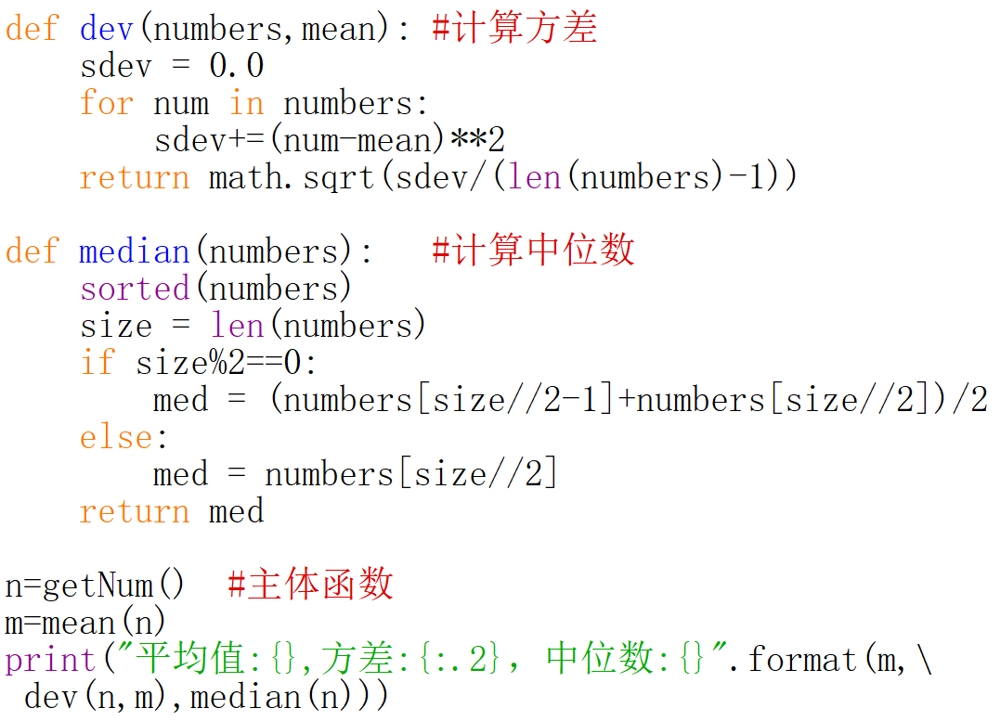 def dev(numbers,mean): #计算方差
    sdev = 0.0
    for num in numbers:
        sdev+=(num-mean)**2
    return math.sqrt(sdev/(len(numbers)-1))

def median(numbers):   #计算中位数
    sorted(numbers)
    size = len(numbers)
    if size%2==0:
        med = (numbers[size//2-1]+numbers[size//2])/2
    else:
        med = numbers[size//2]
    return med

n=getNum()  #主体函数
m=mean(n)
print("平均值:{},方差:{:.2}，中位数:{}".format(m,\
 dev(n,m),median(n)))